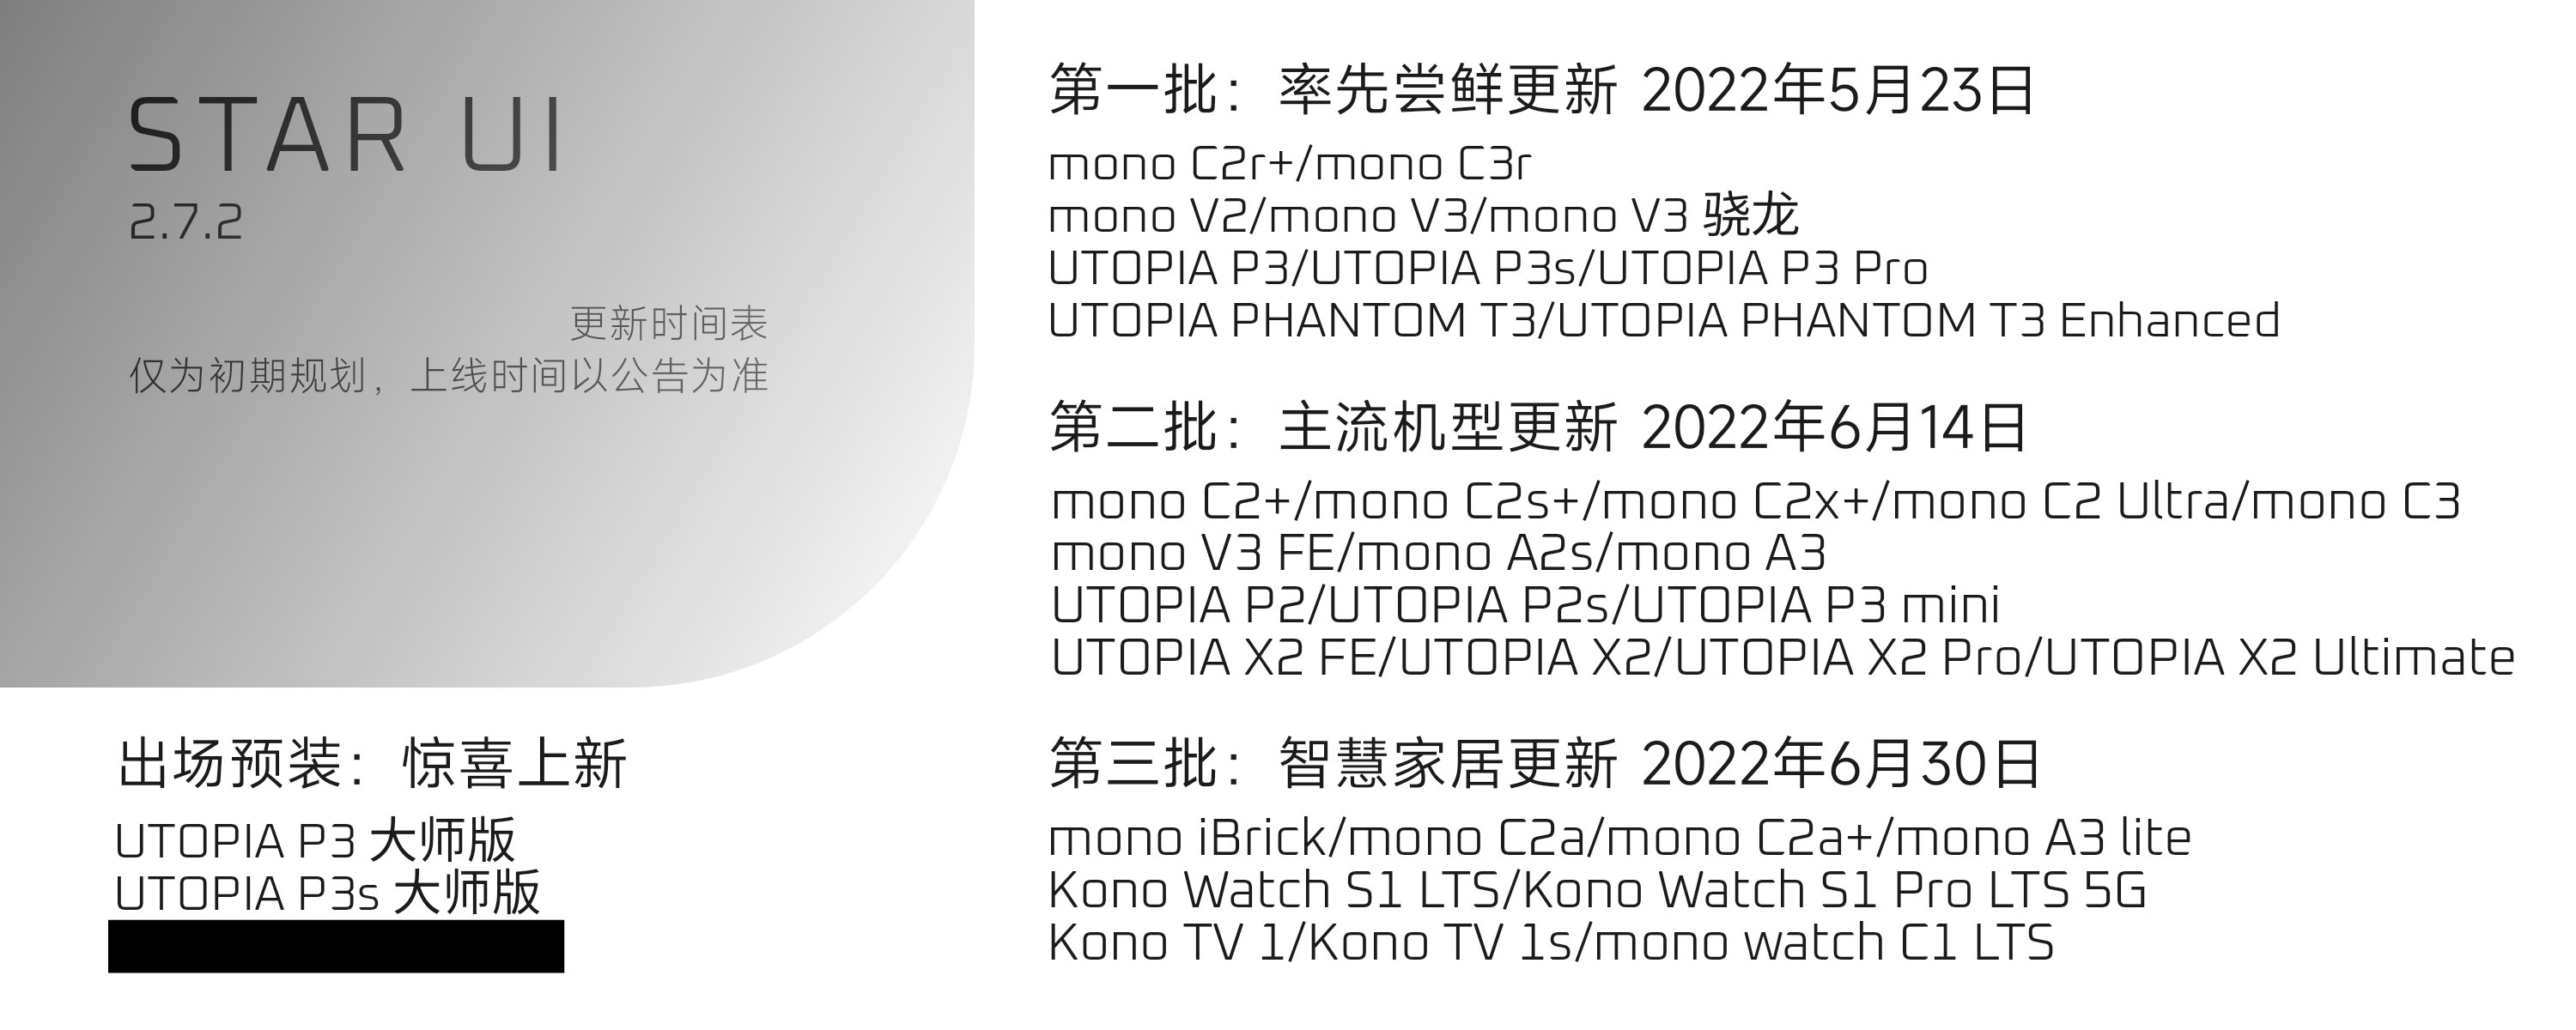 STAR UI
2.7.2
更新时间表
仅为初期规划，上线时间以公告为准
出场预装：惊喜上新
UTOPIA P3 大师版
UTOPIA P3s 大师版
第一批：率先尝鲜更新 2022年5月23日
mono C2r+/mono C3r
mono V2/mono V3/mono V3 骁龙
UTOPIA P3/UTOPIA P3s/UTOPIA P3 Pro
UTOPIA PHANTOM T3/UTOPIA PHANTOM T3 Enhanced
第二批：主流机型更新 2022年6月14日
mono C2+/mono C2s+/mono C2x+/mono C2 Ultra/mono C3
mono V3 FE/mono A2s/mono A3
UTOPIA P2/UTOPIA P2s/UTOPIA P3 mini
UTOPIA X2 FE/UTOPIA X2/UTOPIA X2 Pro/UTOPIA X2 Ultimate
第三批：智慧家居更新 2022年6月30日
mono iBrick/mono C2a/mono C2a+/mono A3 lite
Kono Watch S1 LTS/Kono Watch S1 Pro LTS 5G
Kono TV 1/Kono TV 1s/mono watch C1 LTS